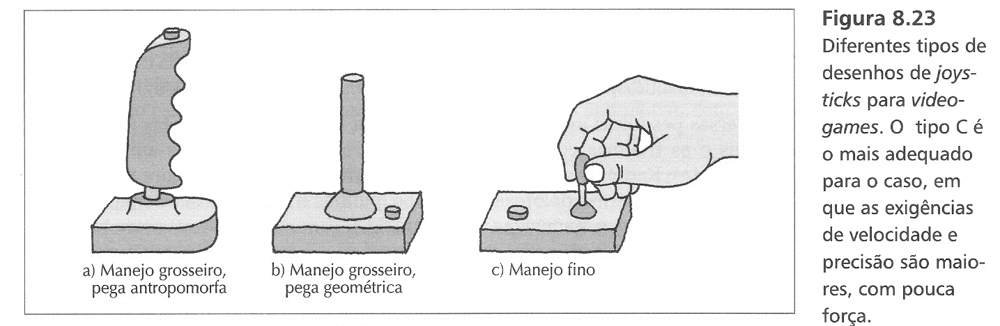 a) Manejo grosseiro,
pega antropomorfa
b) Manejo grosseiro,
pega geométrica
c) Manejo fino
Figura 8.23
Diferentes tipos de
desenhos de joys-
ticks para video-
games. O tipo C é
o mais adequado
para o caso, em
que as exigências
de velocidade e
precisão são maio-
res, com pouca
força.